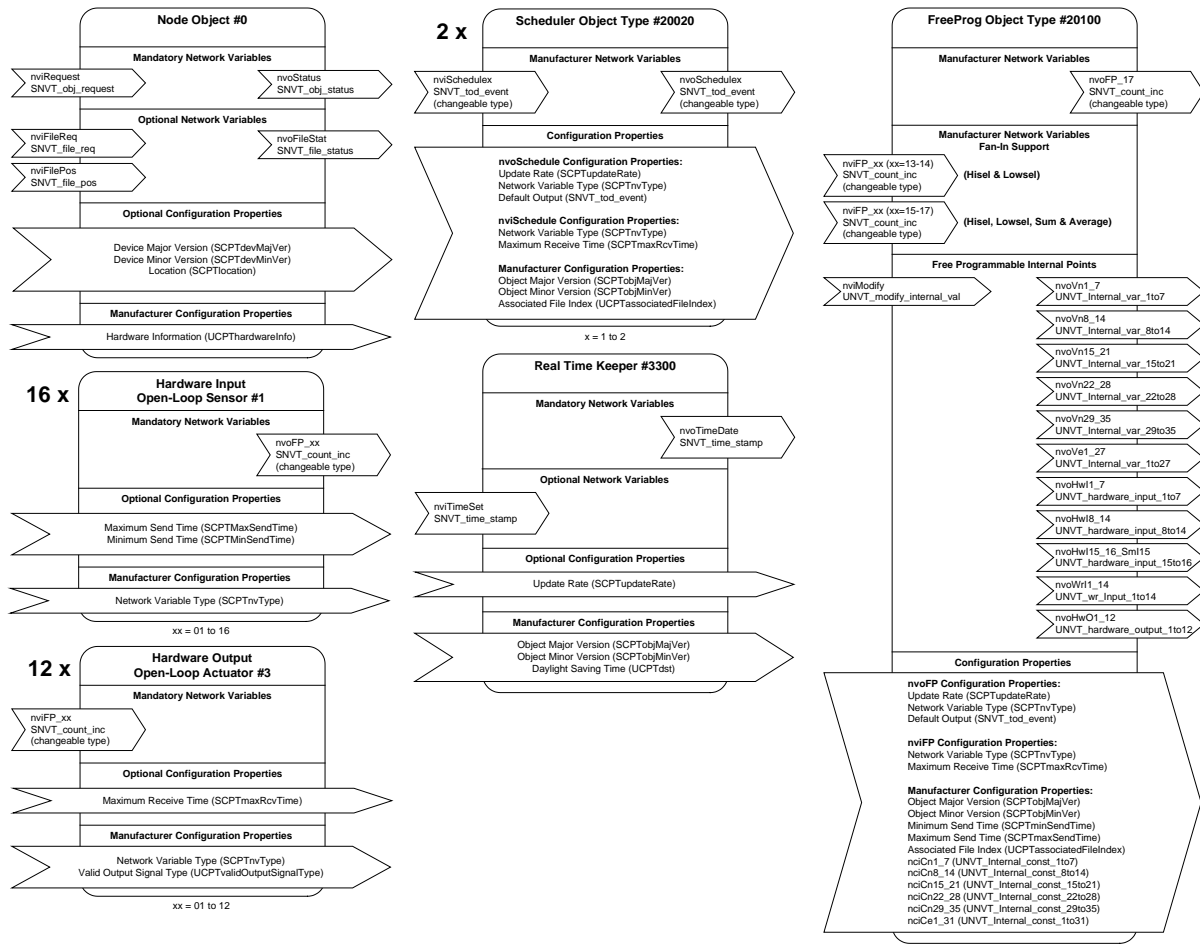 Node Object #0
Mandatory Network Variables
nviRequest
SNVT_obj_request
nvoStatus
SNVT_obj_status
Optional Network Variables
nviFileReq
SNVT_file_req
nvoFileStat
SNVT_file_status
nviFilePos
SNVT_file_pos
Optional Configuration Properties
Device Major Version (SCPTdevMajVer)
Device Minor Version (SCPTdevMinVer)
Location (SCPTlocation)
Manufacturer Configuration Properties
Hardware Information (UCPThardwareInfo)
16 x
Hardware Input
Open-Loop Sensor #1
Mandatory Network Variables
nvoFP_xx
SNVT_count_inc
(changeable type)
Optional Configuration Properties
Maximum Send Time (SCPTMaxSendTime)
Minimum Send Time (SCPTMinSendTime)
Manufacturer Configuration Properties
Network Variable Type (SCPTnvType)
xx = 01 to 16
12 x
Hardware Output
Open-Loop Actuator #3
Mandatory Network Variables
nviFP_xx
SNVT_count_inc
(changeable type)
Optional Configuration Properties
Maximum Receive Time (SCPTmaxRcvTime)
Manufacturer Configuration Properties
Network Variable Type (SCPTnvType)
Valid Output Signal Type (UCPTvalidOutputSignalType)
xx = 01 to 12
2 x
Scheduler Object Type #20020
Manufacturer Network Variables
nviSchedulex
SNVT_tod_event
(changeable type)
nvoSchedulex
SNVT_tod_event
(changeable type)
Configuration Properties
nvoSchedule Configuration Properties:
Update Rate (SCPTupdateRate)
Network Variable Type (SCPTnvType)
Default Output (SNVT_tod_event)
nviSchedule Configuration Properties:
Network Variable Type (SCPTnvType)
Maximum Receive Time (SCPTmaxRcvTime)
Manufacturer Configuration Properties:
Object Major Version (SCPTobjMajVer)
Object Minor Version (SCPTobjMinVer)
Associated File Index (UCPTassociatedFileIndex)
x = 1 to 2
Real Time Keeper #3300
Mandatory Network Variables
nvoTimeDate
SNVT_time_stamp
Optional Network Variables
nviTimeSet
SNVT_time_stamp
Optional Configuration Properties
Update Rate (SCPTupdateRate)
Manufacturer Configuration Properties
Object Major Version (SCPTobjMajVer)
Object Minor Version (SCPTobjMinVer)
Daylight Saving Time (UCPTdst)
FreeProg Object Type #20100
Manufacturer Network Variables
nvoFP_17
SNVT_count_inc
(changeable type)
Manufacturer Network Variables
Fan-In Support
nviFP_xx (xx=13-14)
SNVT_count_inc
(changeable type)
(Hisel & Lowsel)
nviFP_xx (xx=15-17)
SNVT_count_inc
(changeable type)
(Hisel, Lowsel, Sum & Average)
Free Programmable Internal Points
nviModify
UNVT_modify_internal_val
nvoVn1_7
UNVT_Internal_var_1to7
nvoVn8_14
UNVT_Internal_var_8to14
nvoVn15_21
UNVT_Internal_var_15to21
nvoVn22_28
UNVT_Internal_var_22to28
nvoVn29_35
UNVT_Internal_var_29to35
nvoVe1_27
UNVT_Internal_var_1to27
nvoHwI1_7
UNVT_hardware_input_1to7
nvoHwI8_14
UNVT_hardware_input_8to14
nvoHwI15_16_SmI15
UNVT_hardware_input_15to16
nvoWrI1_14
UNVT_wr_Input_1to14
nvoHwO1_12
UNVT_hardware_output_1to12
Configuration Properties
nvoFP Configuration Properties:
Update Rate (SCPTupdateRate)
Network Variable Type (SCPTnvType)
Default Output (SNVT_tod_event)
nviFP Configuration Properties:
Network Variable Type (SCPTnvType)
Maximum Receive Time (SCPTmaxRcvTime)
Manufacturer Configuration Properties:
Object Major Version (SCPTobjMajVer)
Object Minor Version (SCPTobjMinVer)
Minimum Send Time (SCPTminSendTime)
Maximum Send Time (SCPTmaxSendTime)
Associated File Index (UCPTassociatedFileIndex)
nciCn1_7 (UNVT_Internal_const_1to7)
nciCn8_14 (UNVT_Internal_const_8to14)
nciCn15_21 (UNVT_Internal_const_15to21)
nciCn22_28 (UNVT_Internal_const_22to28)
nciCn29_35 (UNVT_Internal_const_29to35)
nciCe1_31 (UNVT_Internal_const_1to31)